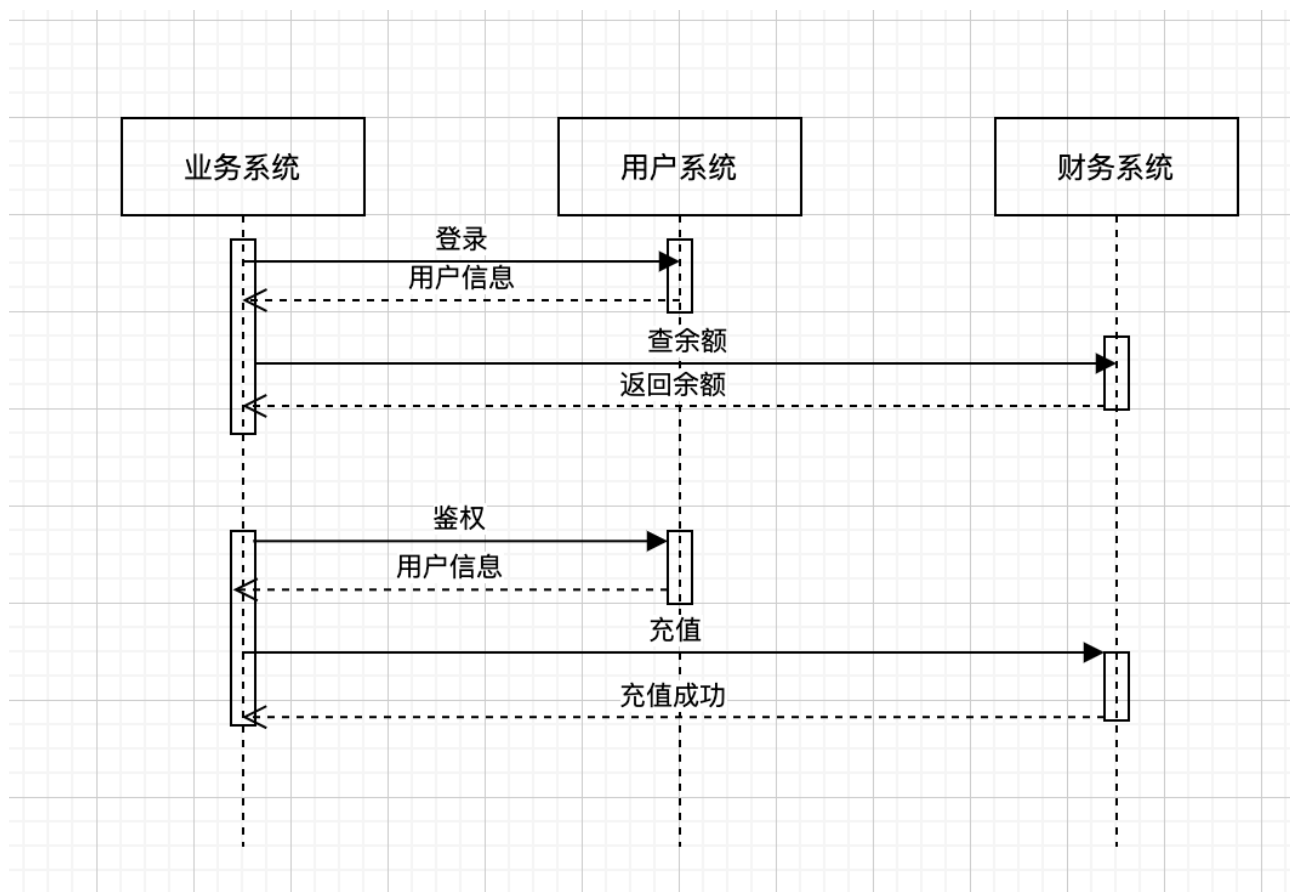 业务系统
用户系统
财务系统
登录
用户信息
查余额
返回余额
鉴权
用户信息
充值
充值成功